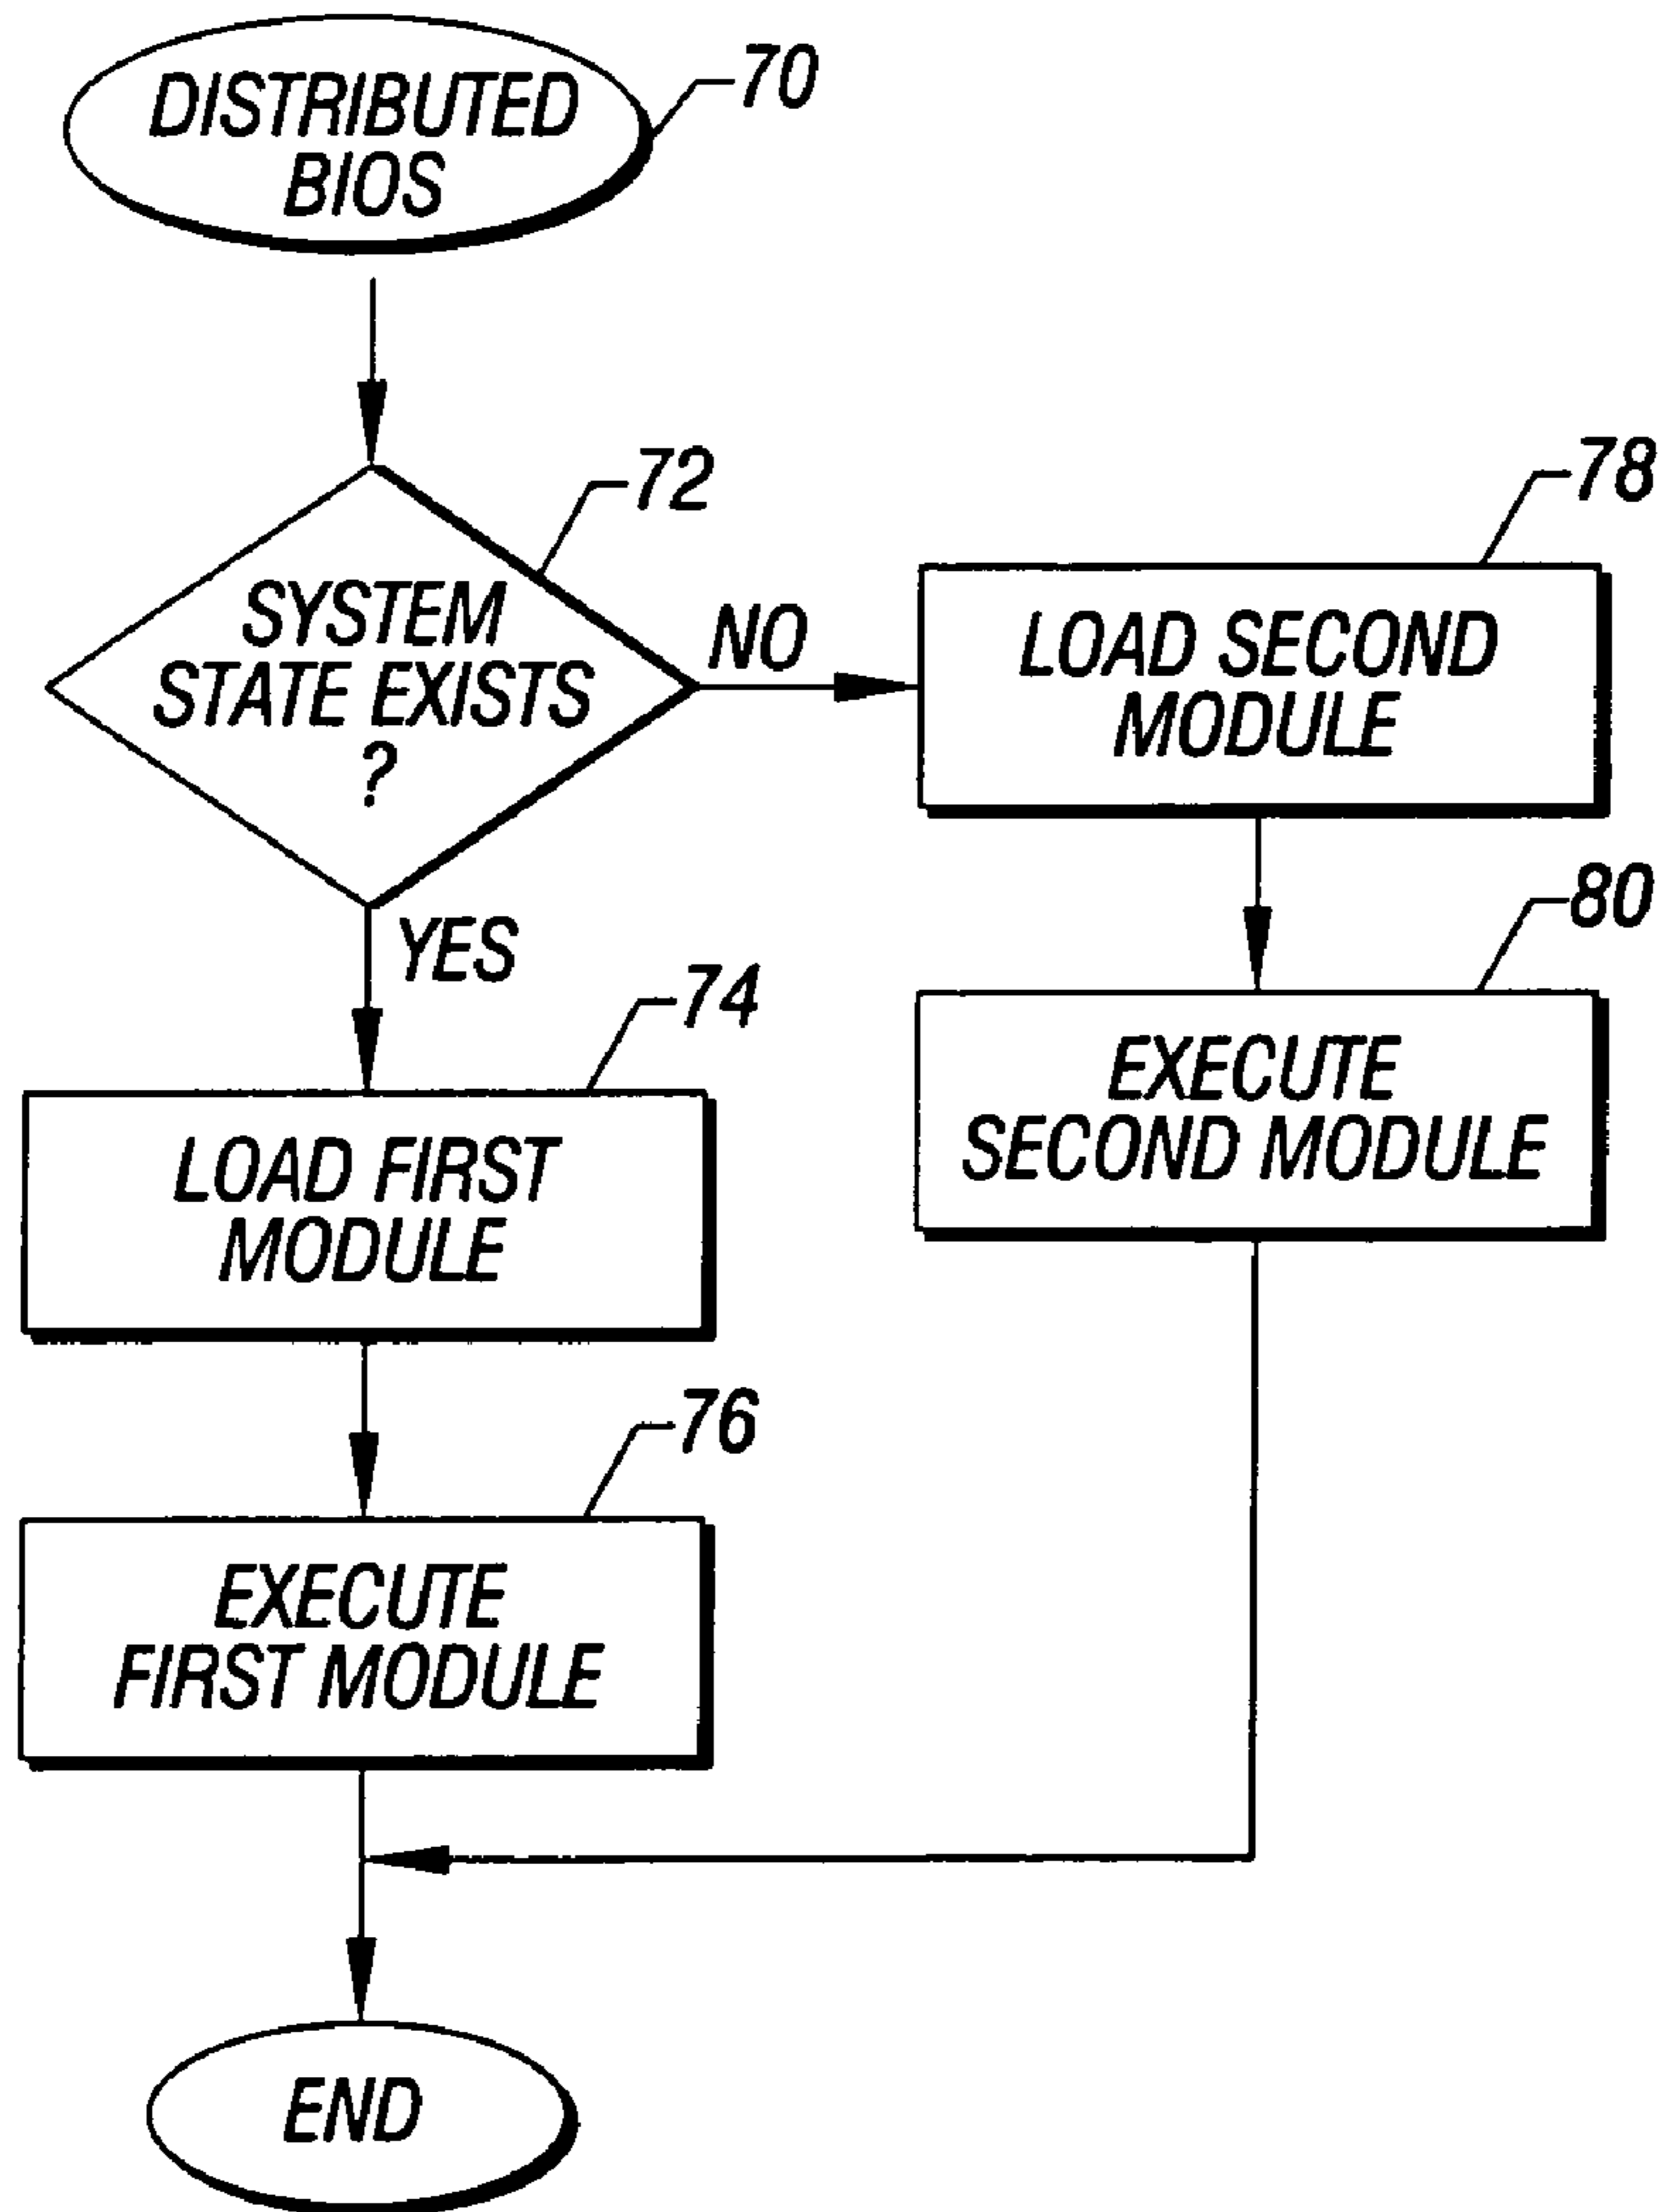 DISTRIBUTED
BIOS
70
72
SYSTEM
STATE EXISTS
?
NO
YES
78
LOAD SECOND
MODULE
80
EXECUTE
SECOND MODULE
74
LOAD FIRST
MODULE
76
EXECUTE
FIRST MODULE
END